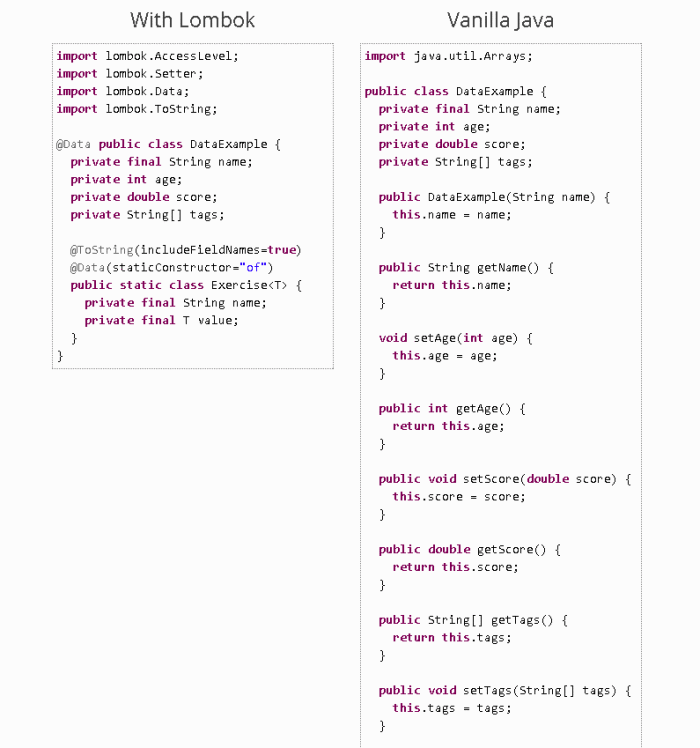 With Lombok
import lombok.AccessLevel;
import lombok.Setter;
import lombok.Data;
import lombok.ToString;
@Data public class DataExample {
private final String name;
private int age;
private double score;
private String[] tags;
@ToString(includeFieldNames=true)
@Data(staticConstructor="of")
public static class Exercise<T> {
private final String name;
private final T value;
}
}
Vanilla Java
import java.util.Arrays;
public class DataExample {
private final String name;
private int age;
private double score;
private String[] tags;
public DataExample(String name) {
this.name = name;
}
public String getName() {
return this.name;
}
void setAge(int age) {
this.age = age;
}
public int getAge() {
return this.age;
}
public void setScore(double score) {
this.score = score;
}
public double getScore() {
return this.score;
}
public String[] getTags() {
return this.tags;
}
public void setTags(String[] tags) {
this.tags = tags;
}